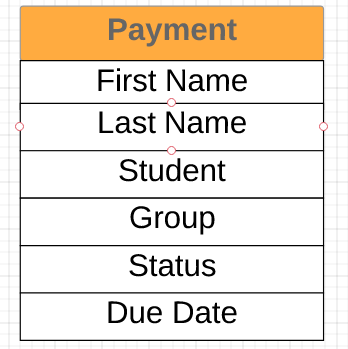 Payment
First Name
Last Name
Student
Group
Status
Due Date